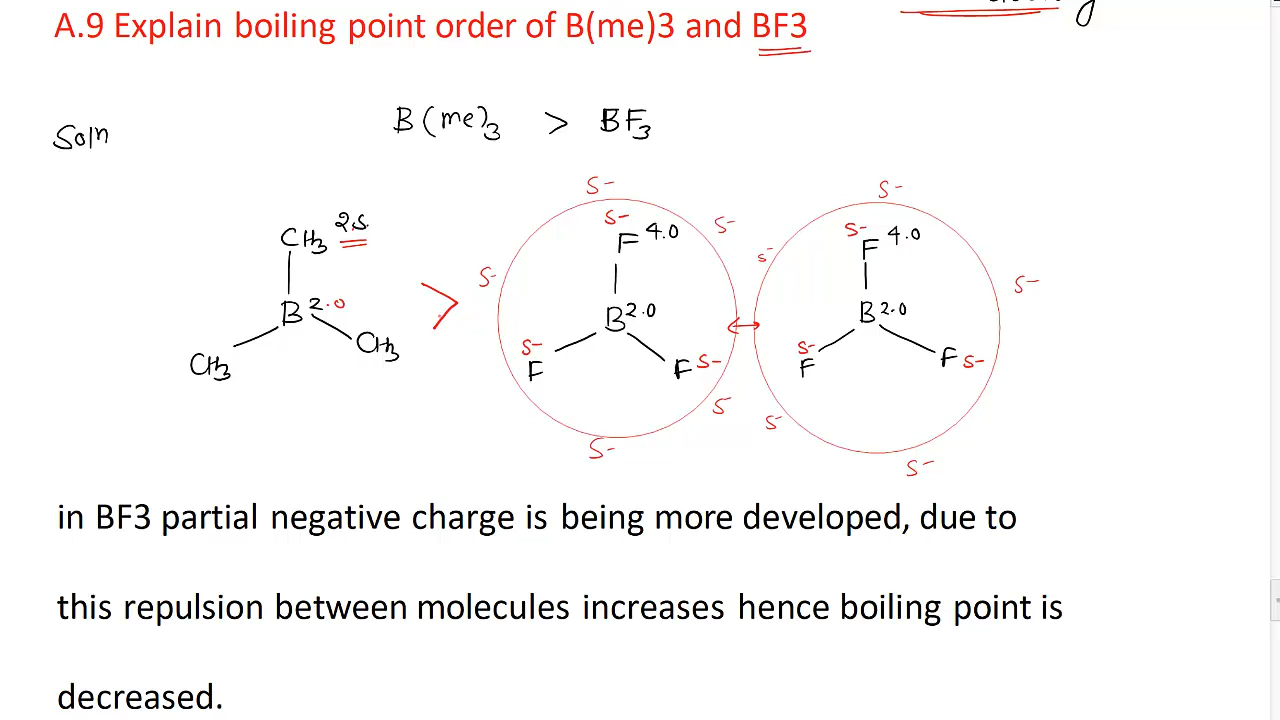 A.9 Explain boiling point order of B(me)3 and BF3
Soln
B(me)3 > BF3
CH3 2.5
B 2.0
CH3
CH3
>
S-
S-
S-
S-
F 4.0
B 2.0
S-
F
F S-
S-
S-
S-
S-
S-
F 4.0
S-
B 2.0
S-
F
F S-
S-
S-
in BF3 partial negative charge is being more developed, due to
this repulsion between molecules increases hence boiling point is
decreased.